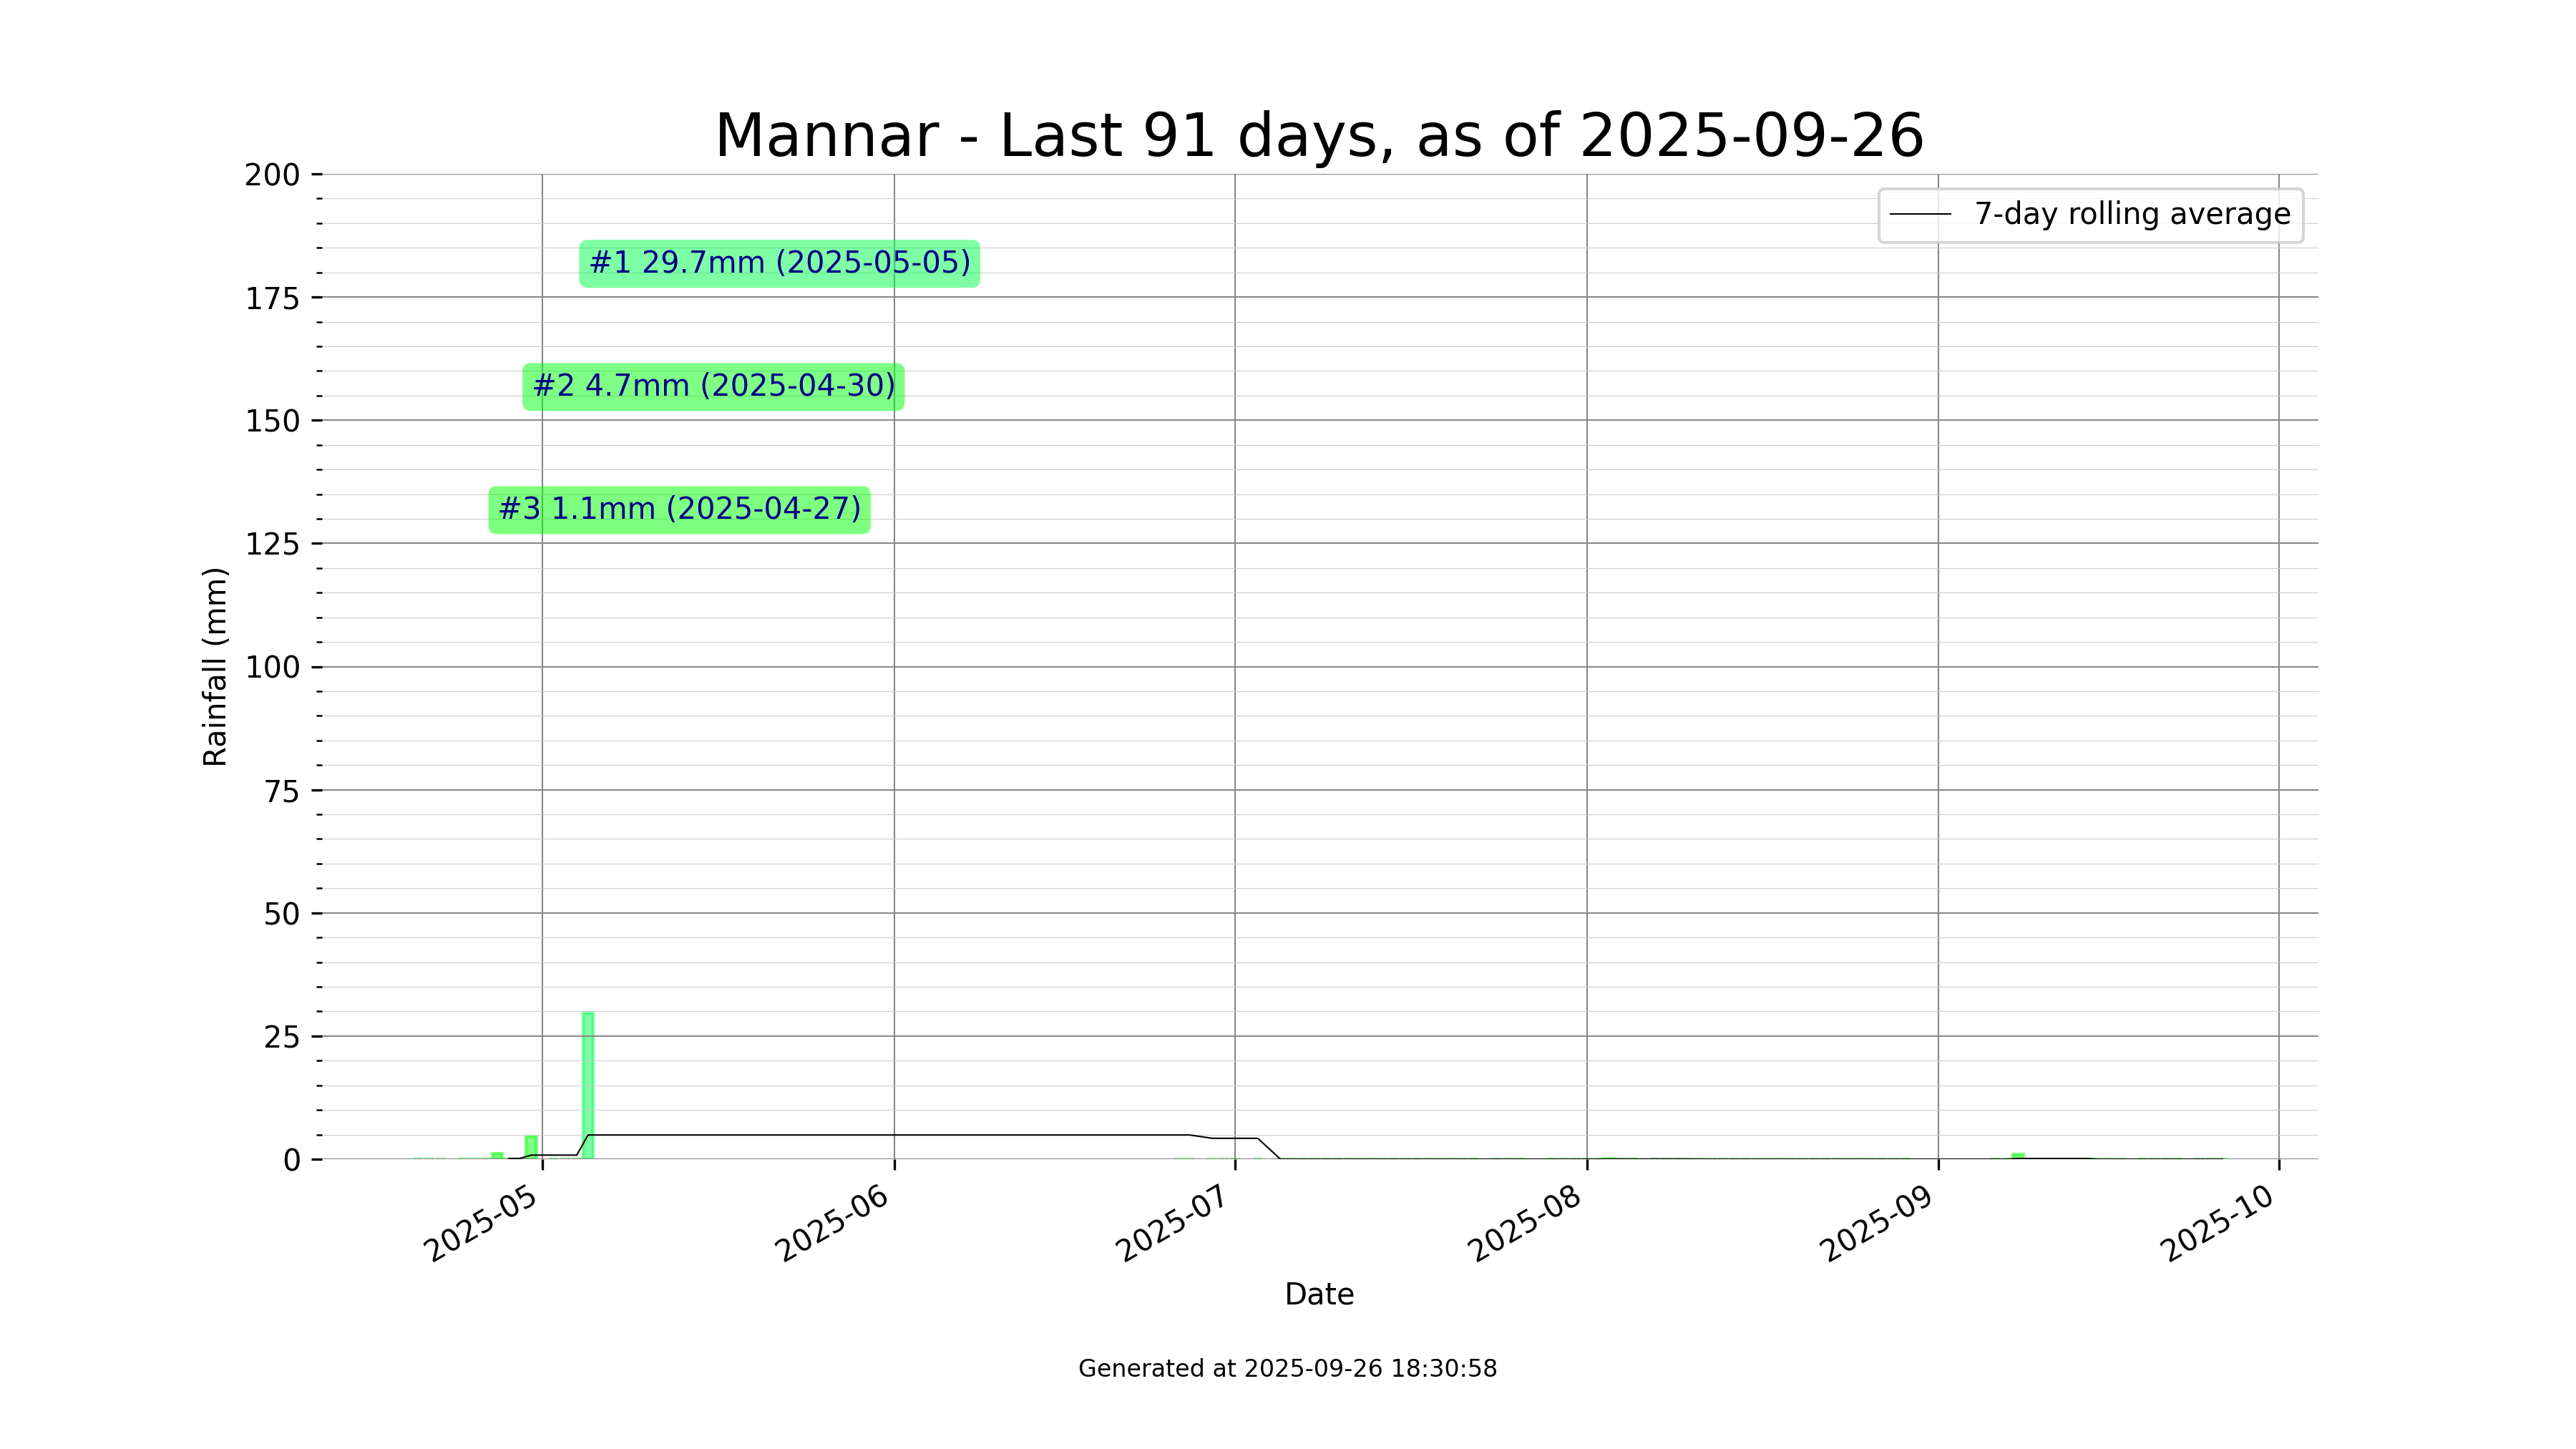 Mannar - Last 91 days, as of 2025-09-26
200
175
150
125
100
75
50
25
0
Rainfall (mm)
7-day rolling average
#1 29.7mm (2025-05-05)
#2 4.7mm (2025-04-30)
#3 1.1mm (2025-04-27)
2025-05
2025-06
2025-07
2025-08
2025-09
2025-10
Date
Generated at 2025-09-26 18:30:58